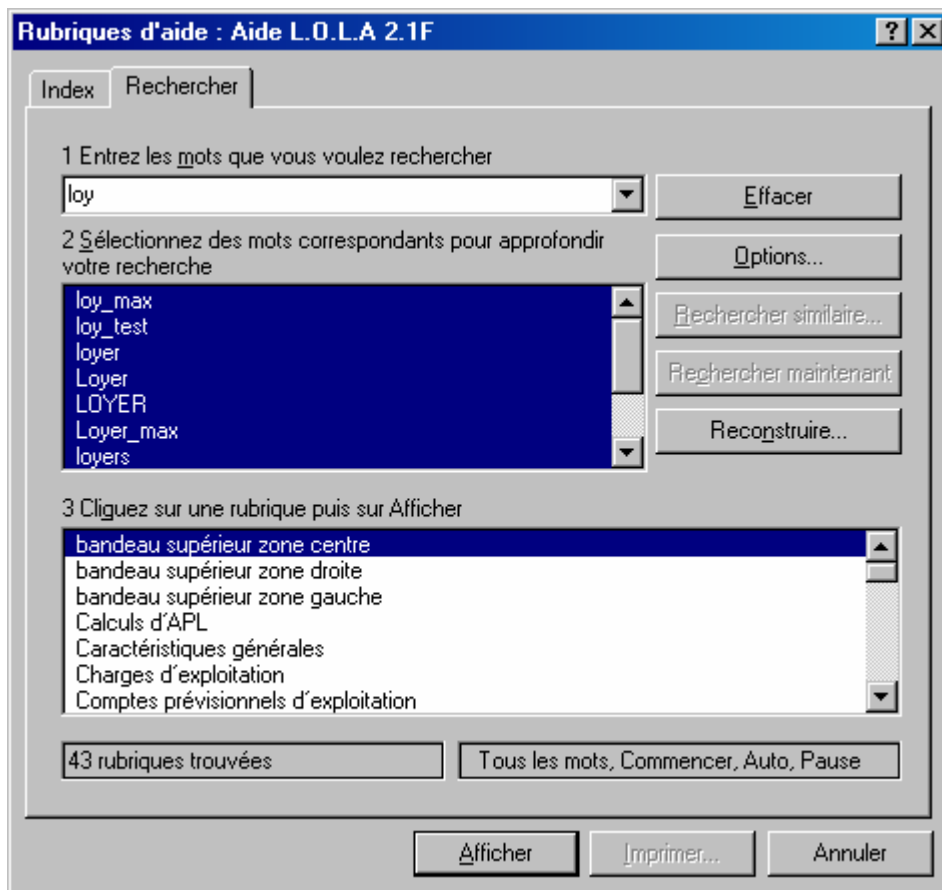 Rubriques d'aide : Aide L.O.L.A 2.1F
Index
Rechercher
1 Entrez les mots que vous voulez rechercher
loy
Effacer
2 Sélectionnez des mots correspondants pour approfondir
votre recherche
Options...
loy_max
loy_test
loyer
Loyer
LOYER
Loyer_max
loyers
Rechercher similaire...
Rechercher maintenant
Reconstruire...
3 Cliquez sur une rubrique puis sur Afficher
bandeau supérieur zone centre
bandeau supérieur zone droite
bandeau supérieur zone gauche
Calculs d´APL
Caractéristiques générales
Charges d´exploitation
Comptes prévisionnels d´exploitation
43 rubriques trouvées
Tous les mots, Commencer, Auto, Pause
Afficher
Imprimer...
Annuler